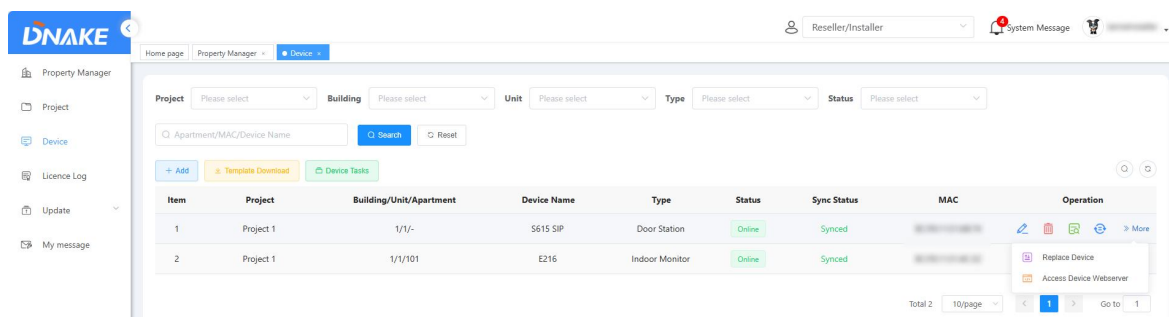 DNAKE
Reseller/Installer
4
System Message
Home page Property Manager × Device ×
Property Manager
Project
Device
Licence Log
Update
My message
Project Please select Building Please select Unit Please select Type Please select Status Please select
Apartment/MAC/Device Name Search Reset
+ Add Template Download Device Tasks
Item Project Building/Unit/Apartment Device Name Type Status Sync Status MAC Operation
1 Project 1 1/1/- S615 SIP Door Station Online Synced » More
Replace Device
2 Project 1 1/1/101 E216 Indoor Monitor Online Synced
Access Device Webserver
Total 2 10/page < 1 > Go to 1